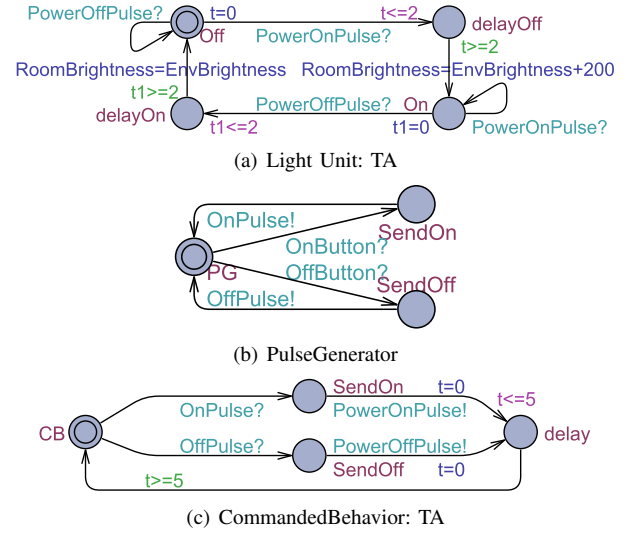 PowerOffPulse? t=0 t<=2 delayOff
Off PowerOnPulse? t>=2
RoomBrightness=EnvBrightness RoomBrightness=EnvBrightness+200
t1>=2 PowerOffPulse? On
delayOn t1<=2 t1=0 PowerOnPulse?
(a) Light Unit: TA
OnPulse! SendOn
OnButton?
PG OffButton?
OffPulse! SendOff
(b) PulseGenerator
SendOn t=0 t<=5
OnPulse? PowerOnPulse!
CB delay
OffPulse? PowerOffPulse!
SendOff t=0
t>=5
(c) CommandedBehavior: TA